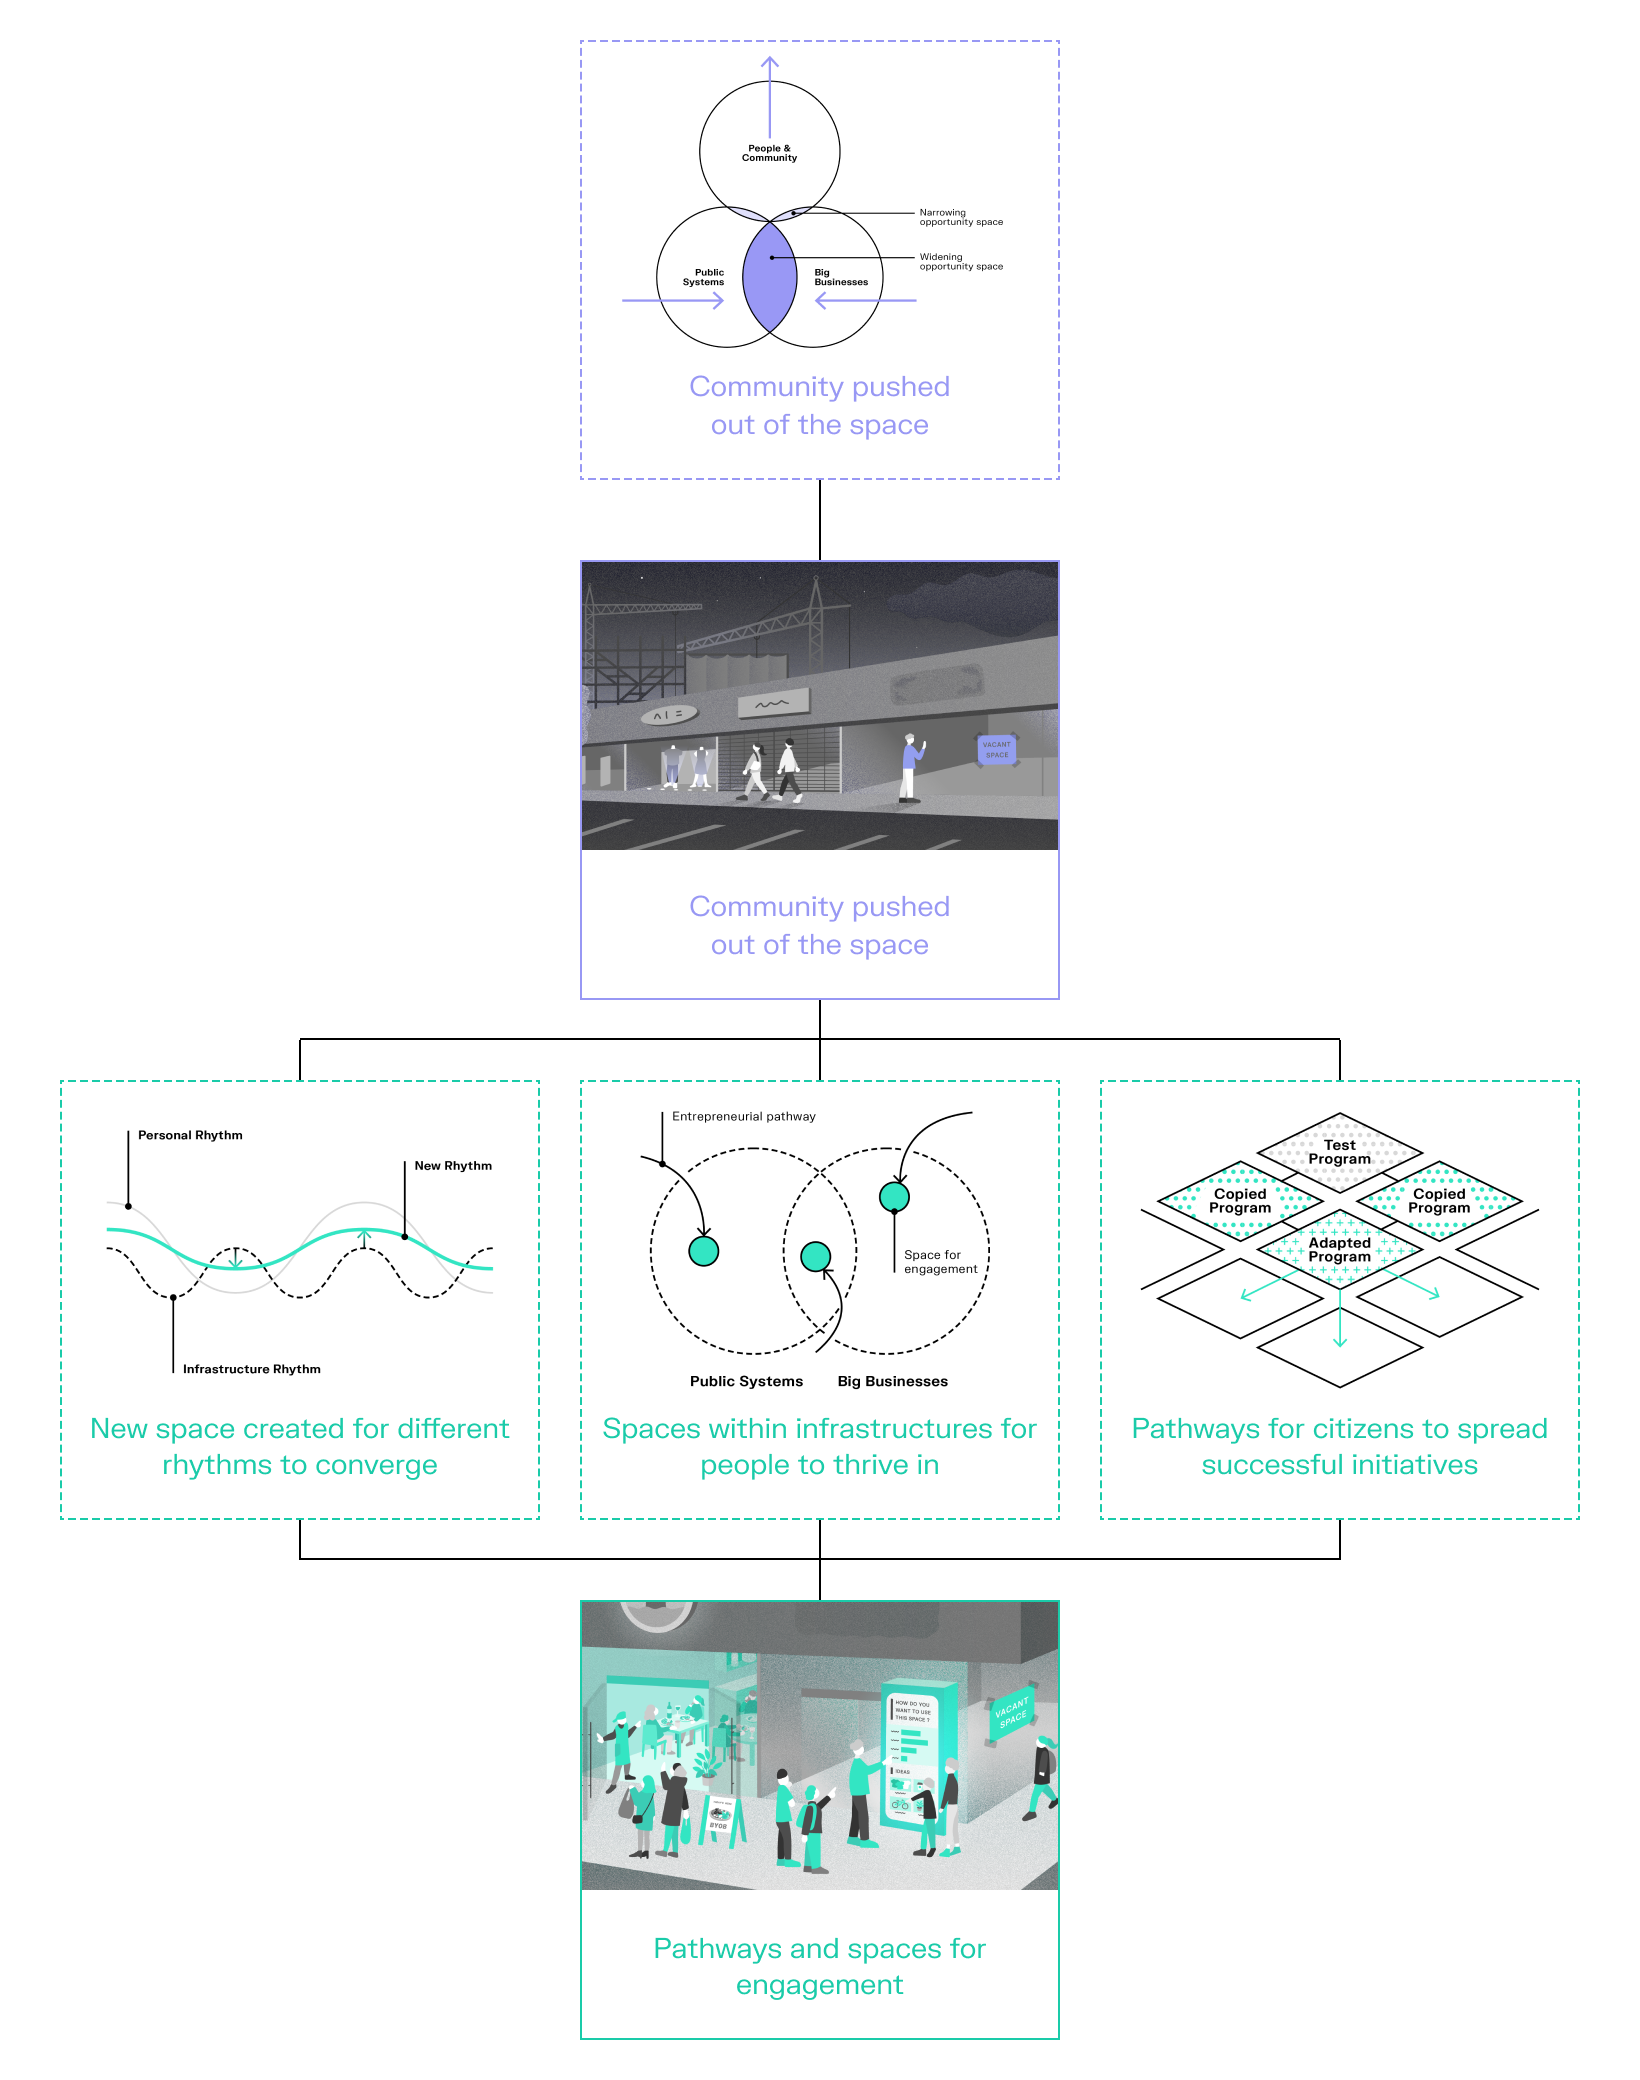 People &
Community
Narrowing
opportunity space
Widening
opportunity space
Public
Systems
Big
Businesses
Community pushed
out of the space
VACANT
SPACE
Community pushed
out of the space
Personal Rhythm
New Rhythm
Infrastructure Rhythm
New space created for different
rhythms to converge
Entrepreneurial pathway
Space for
engagement
Public Systems
Big Businesses
Spaces within infrastructures for
people to thrive in
Test
Program
Copied
Program
Copied
Program
Adapted
Program
Pathways for citizens to spread
successful initiatives
HOW DO YOU
WANT TO USE
THIS SPACE ?
IDEAS
VACANT
SPACE
BYOB
Pathways and spaces for
engagement